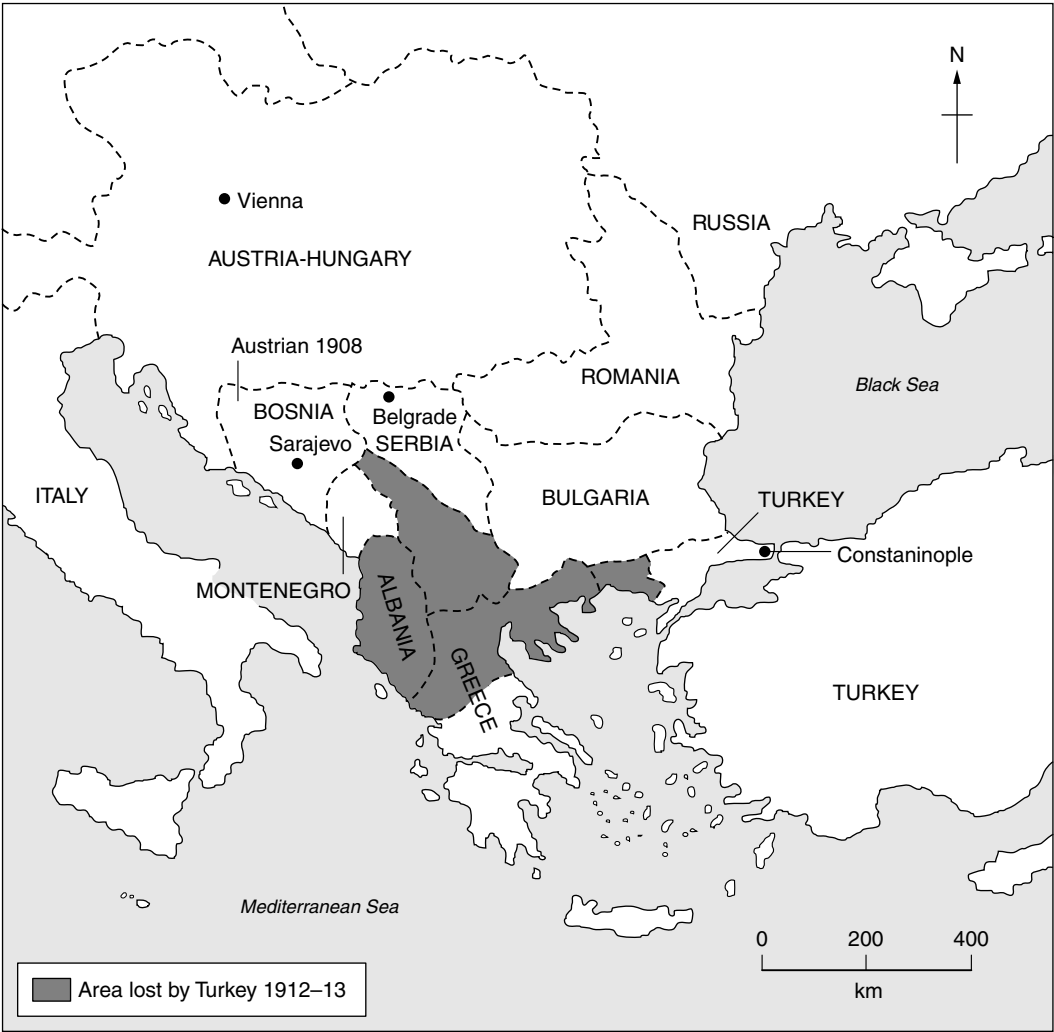 N
RUSSIA
Vienna
AUSTRIA-HUNGARY
Austrian 1908
ROMANIA
Black Sea
BOSNIA
Belgrade
Sarajevo
SERBIA
ITALY
BULGARIA
TURKEY
Constaninople
MONTENEGRO
ALBANIA
GREECE
TURKEY
Mediterranean Sea
0 200 400
km
Area lost by Turkey 1912–13